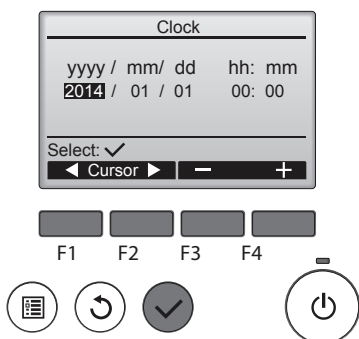 Clock
yyyy / mm/ dd hh: mm
2014 / 01 / 01 00: 00
Select: ✓
◀ Cursor ▶ − +
F1 F2 F3 F4